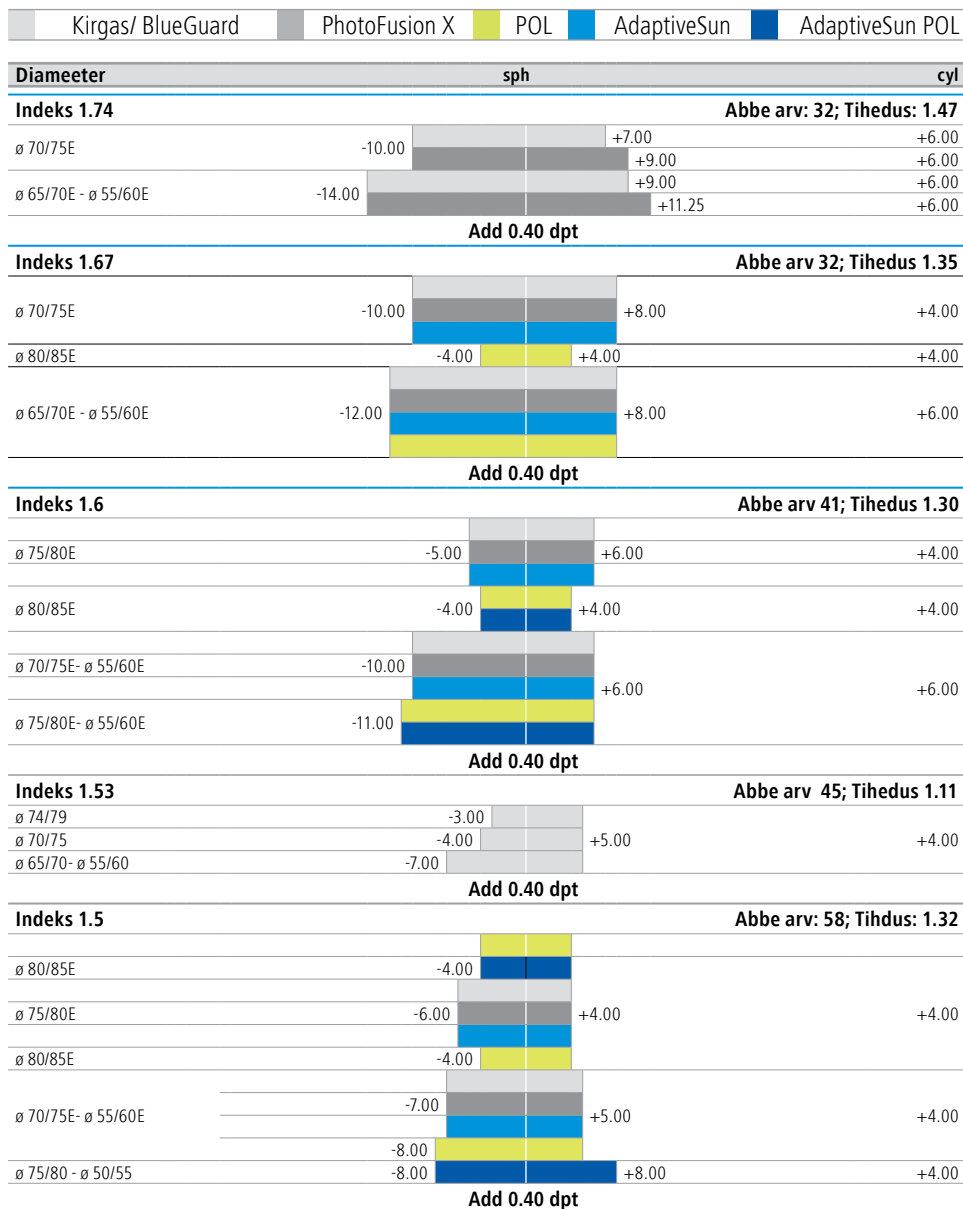 Kirgas/ BlueGuard PhotoFusion X POL AdaptiveSun AdaptiveSun POL
Diameeter sph cyl
Indeks 1.74 Abbe arv: 32; Tihedus: 1.47
ø 70/75E -10.00 +7.00 +6.00
+9.00 +6.00
ø 65/70E - ø 55/60E -14.00 +9.00 +6.00
+11.25 +6.00
Add 0.40 dpt
Indeks 1.67 Abbe arv 32; Tihedus 1.35
ø 70/75E -10.00 +8.00 +4.00
ø 80/85E -4.00 +4.00 +4.00
ø 65/70E - ø 55/60E -12.00 +8.00 +6.00
Add 0.40 dpt
Indeks 1.6 Abbe arv 41; Tihedus 1.30
ø 75/80E -5.00 +6.00 +4.00
ø 80/85E -4.00 +4.00 +4.00
ø 70/75E- ø 55/60E -10.00
+6.00 +6.00
ø 75/80E- ø 55/60E -11.00
Add 0.40 dpt
Indeks 1.53 Abbe arv 45; Tihedus 1.11
ø 74/79 -3.00
ø 70/75 -4.00 +5.00 +4.00
ø 65/70- ø 55/60 -7.00
Add 0.40 dpt
Indeks 1.5 Abbe arv: 58; Tihdus: 1.32
ø 80/85E -4.00
ø 75/80E -6.00 +4.00 +4.00
ø 80/85E -4.00
-7.00
ø 70/75E- ø 55/60E +5.00 +4.00
-8.00
ø 75/80 - ø 50/55 -8.00 +8.00 +4.00
Add 0.40 dpt